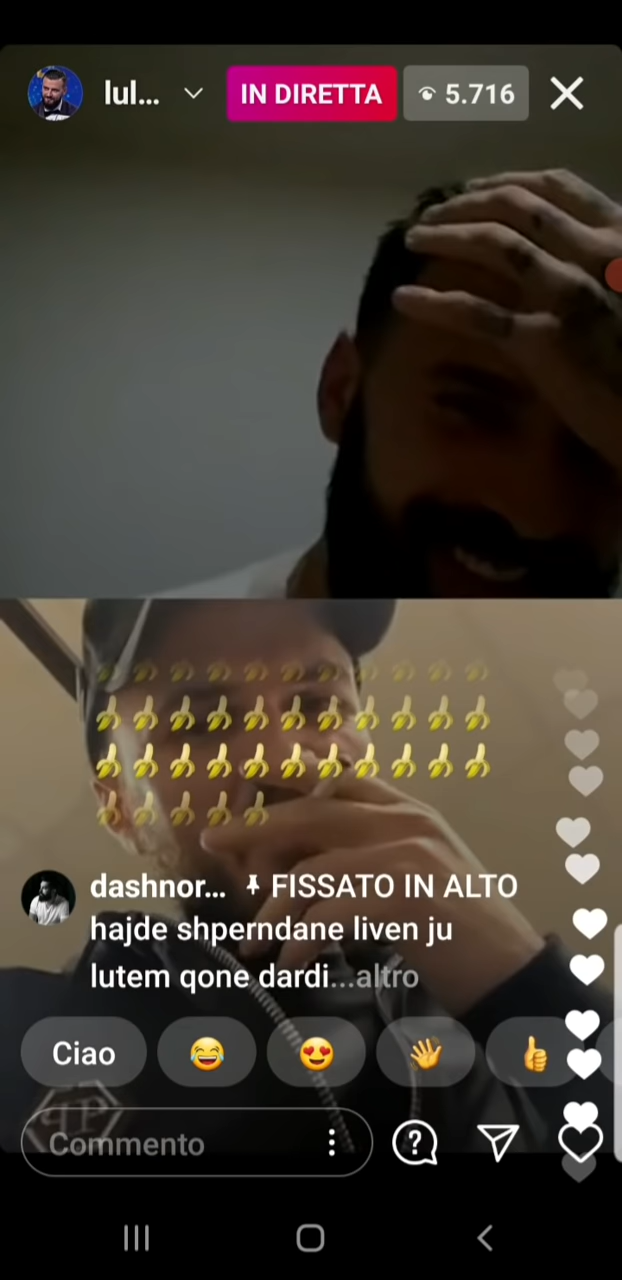 lul...
IN DIRETTA
5.716
🍌🍌🍌🍌🍌🍌🍌🍌🍌🍌🍌
🍌🍌🍌🍌🍌🍌🍌🍌🍌🍌🍌
🍌🍌🍌🍌🍌🍌🍌🍌🍌🍌🍌
🍌🍌🍌🍌🍌
dashnor... FISSATO IN ALTO
hajde shperndane liven ju
lutem qone dardi...altro
Ciao 😂 😍 👋 👍
Commento